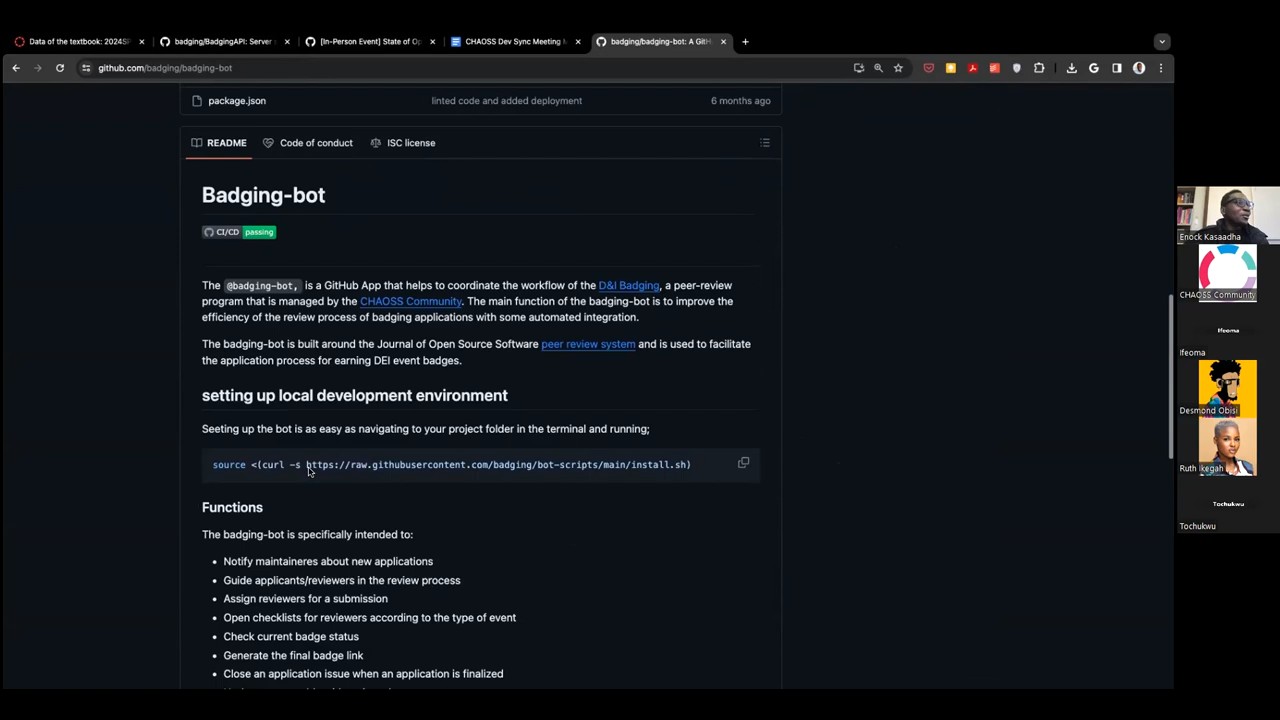 Data of the textbook: 2024SP
badging/BadgingAPI: Server
[In-Person Event] State of Op
CHAOSS Dev Sync Meeting N
badging/badging-bot: A GitH
github.com/badging/badging-bot
package.json
linted code and added deployment
6 months ago
README
Code of conduct
ISC license
Badging-bot
CI/CD passing
The @badging-bot, is a GitHub App that helps to coordinate the workflow of the D&I Badging, a peer-review
program that is managed by the CHAOSS Community. The main function of the badging-bot is to improve the
efficiency of the review process of badging applications with some automated integration.
The badging-bot is built around the Journal of Open Source Software peer review system and is used to facilitate
the application process for earning DEI event badges.
setting up local development environment
Seeting up the bot is as easy as navigating to your project folder in the terminal and running;
source <(curl -s https://raw.githubusercontent.com/badging/bot-scripts/main/install.sh)
Functions
The badging-bot is specifically intended to:
Notify maintaineres about new applications
Guide applicants/reviewers in the review process
Assign reviewers for a submission
Open checklists for reviewers according to the type of event
Check current badge status
Generate the final badge link
Close an application issue when an application is finalized
Enock Kasaadha
CHAOSS Community
Ifeoma
Ifeoma
Desmond Obisi
Ruth Ikegah
Tochukwu
Tochukwu